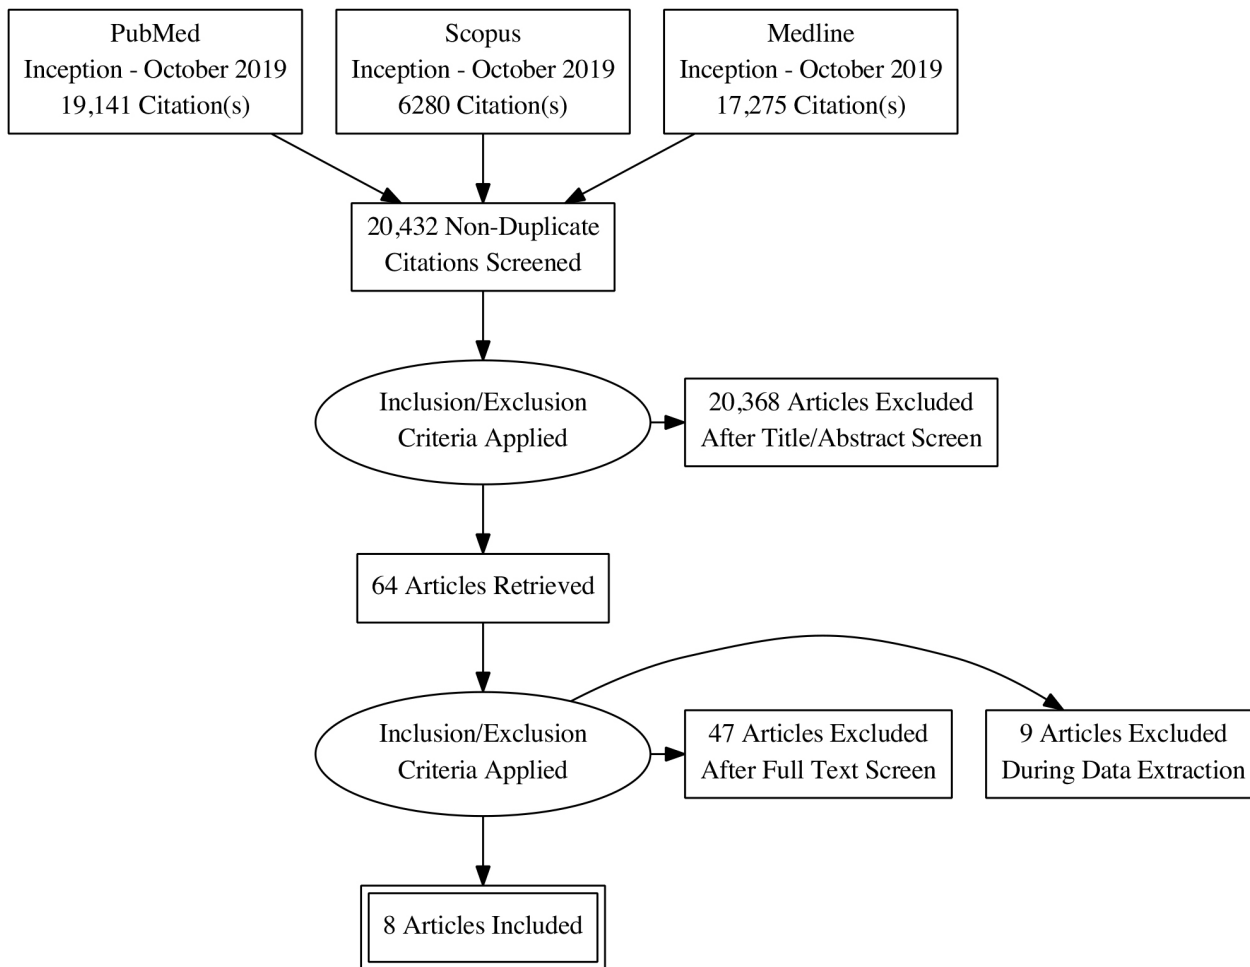 PubMed
Inception - October 2019
19,141 Citation(s)
Scopus
Inception - October 2019
6280 Citation(s)
Medline
Inception - October 2019
17,275 Citation(s)
20,432 Non-Duplicate
Citations Screened
Inclusion/Exclusion
Criteria Applied
20,368 Articles Excluded
After Title/Abstract Screen
64 Articles Retrieved
Inclusion/Exclusion
Criteria Applied
47 Articles Excluded
After Full Text Screen
9 Articles Excluded
During Data Extraction
8 Articles Included